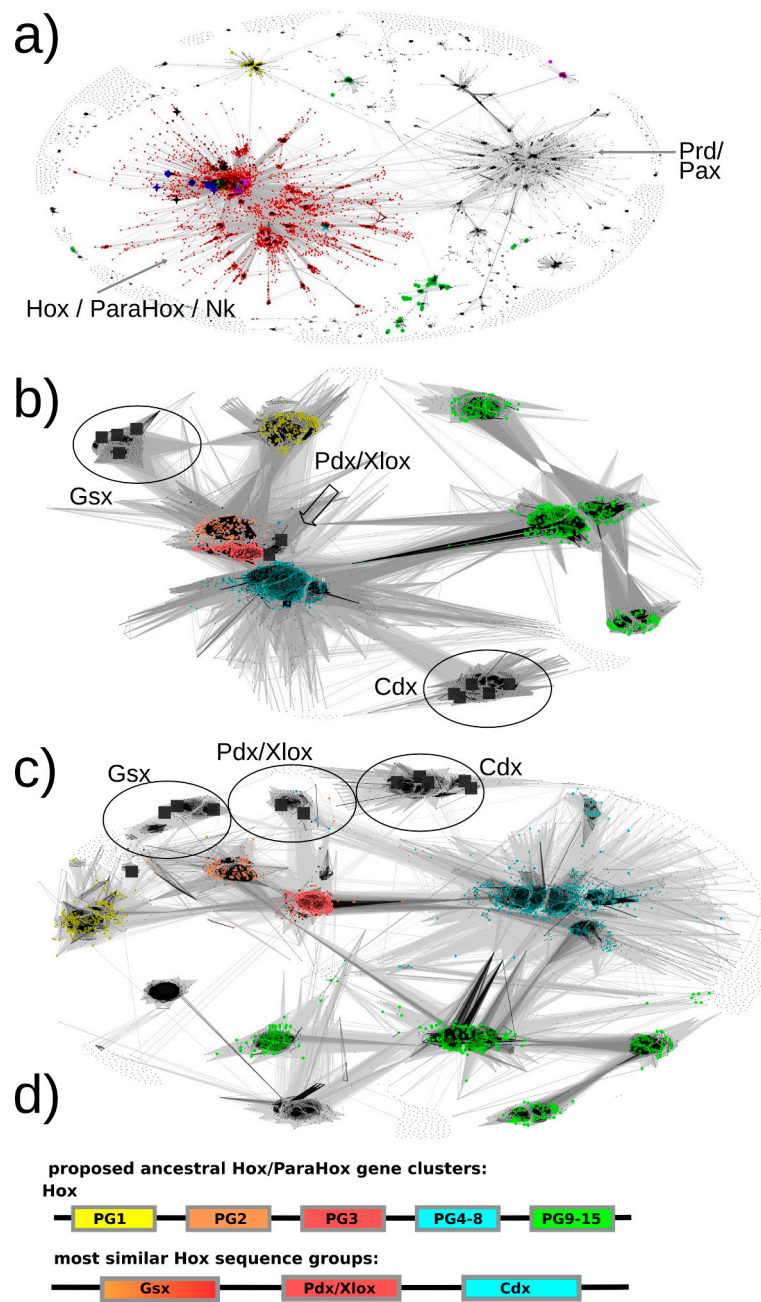 a)
Prd/
Pax
Hox / ParaHox / Nk
b)
Pdx/Xlox
Gsx
Cdx
c)
Pdx/Xlox
Gsx
Cdx
d)
proposed ancestral Hox/ParaHox gene clusters:
Hox
PG1 PG2 PG3 PG4-8 PG9-15
most similar Hox sequence groups:
Gsx Pdx/Xlox Cdx